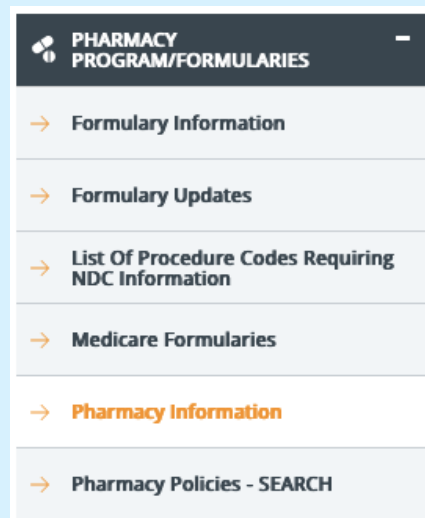 PHARMACY
PROGRAM/FORMULARIES
Formulary Information
Formulary Updates
List Of Procedure Codes Requiring
NDC Information
Medicare Formularies
Pharmacy Information
Pharmacy Policies - SEARCH